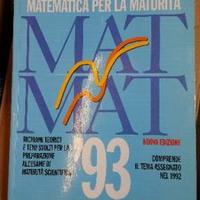 MATEMATICA PER LA MATURITÀ
MAT
MAT
'93
RICHIAMI TEORICI
E TEMI SVOLTI PER LA
PREPARAZIONE
ALL'ESAME DI
MATURITÀ SCIENTIFICA
NUOVA EDIZIONE
COMPRENDE
IL TEMA ASSEGNATO
NEL 1992